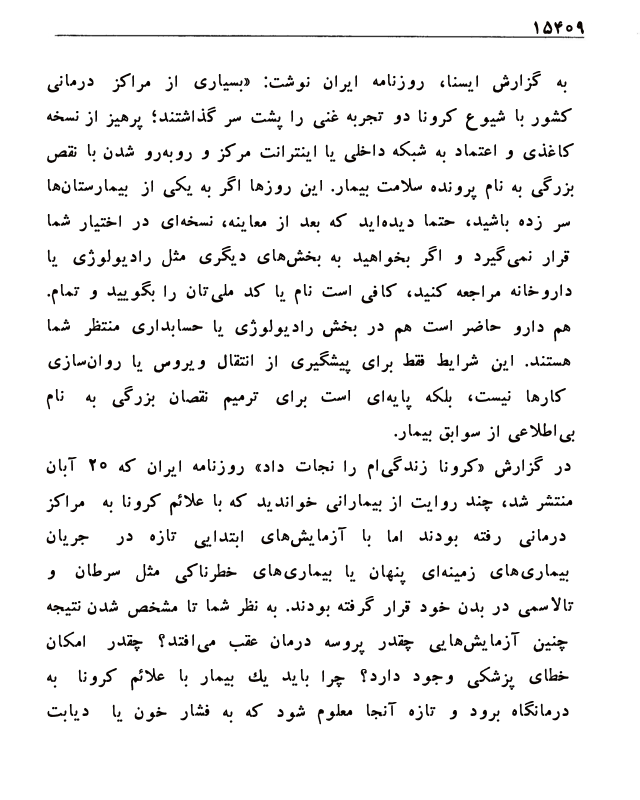 ۱۵۴۰۹
به گزارش ایسنا، روزنامه ایران نوشت: «بسیاری از مراکز درمانی
کشور با شیوع کرونا دو تجربه غنی را پشت سر گذاشتند؛ پرهیز از نسخه
کاغذی و اعتماد به شبکه داخلی یا اینترانت مرکز و روبه‌رو شدن با نقص
بزرگی به نام پرونده سلامت بیمار. این روزها اگر به یکی از بیمارستان‌ها
سر زده باشید، حتما دیده‌اید که بعد از معاینه، نسخه‌ای در اختیار شما
قرار نمی‌گیرد و اگر بخواهید به بخش‌های دیگری مثل رادیولوژی یا
داروخانه مراجعه کنید، کافی است نام یا کد ملی‌تان را بگویید و تمام.
هم دارو حاضر است هم در بخش رادیولوژی یا حسابداری منتظر شما
هستند. این شرایط فقط برای پیشگیری از انتقال ویروس یا روان‌سازی
کارها نیست، بلکه پایه‌ای است برای ترمیم نقصان بزرگی به نام
بی‌اطلاعی از سوابق بیمار.
در گزارش «کرونا زندگی‌ام را نجات داد» روزنامه ایران که ۲۵ آبان
منتشر شد، چند روایت از بیمارانی خواندید که با علائم کرونا به مراکز
درمانی رفته بودند اما با آزمایش‌های ابتدایی تازه در جریان
بیماری‌های زمینه‌ای پنهان یا بیماری‌های خطرناکی مثل سرطان و
تالاسمی در بدن خود قرار گرفته بودند. به نظر شما تا مشخص شدن نتیجه
چنین آزمایش‌هایی چقدر پروسه درمان عقب می‌افتد؟ چقدر امکان
خطای پزشکی وجود دارد؟ چرا باید یك بیمار با علائم کرونا به
درمانگاه برود و تازه آنجا معلوم شود که به فشار خون یا دیابت